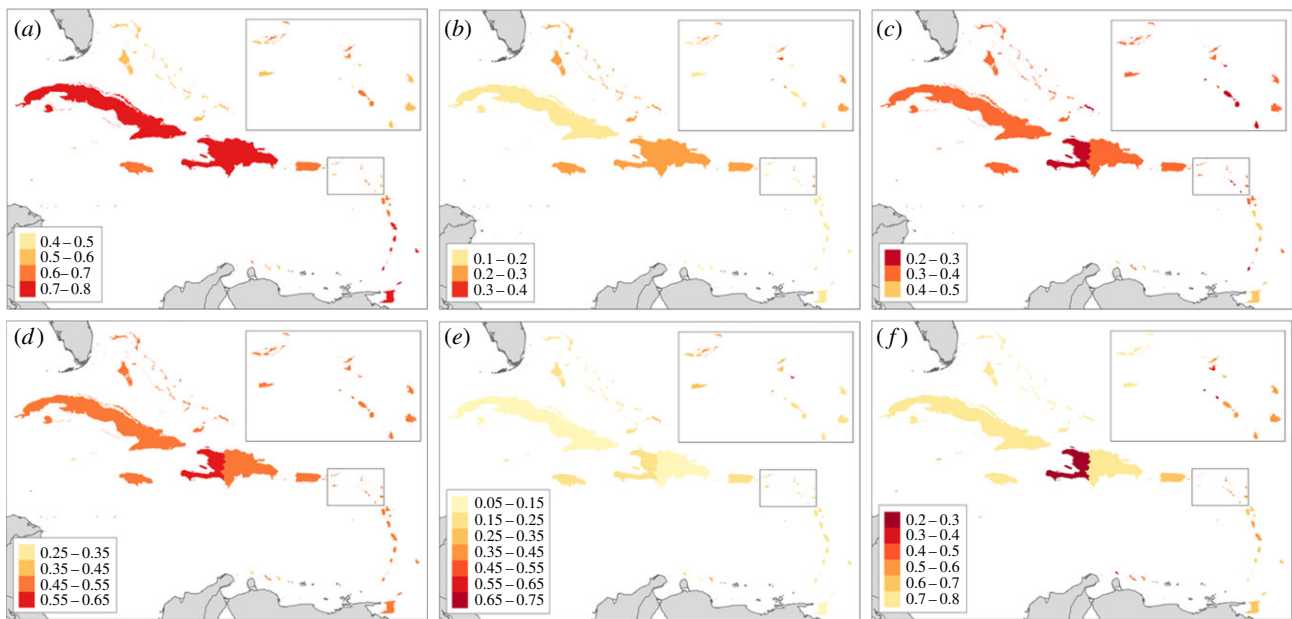 (a)
0.4 – 0.5
0.5 – 0.6
0.6 – 0.7
0.7 – 0.8
(b)
0.1 – 0.2
0.2 – 0.3
0.3 – 0.4
(c)
0.2 – 0.3
0.3 – 0.4
0.4 – 0.5
(d)
0.25 – 0.35
0.35 – 0.45
0.45 – 0.55
0.55 – 0.65
(e)
0.05 – 0.15
0.15 – 0.25
0.25 – 0.35
0.35 – 0.45
0.45 – 0.55
0.55 – 0.65
0.65 – 0.75
(f)
0.2 – 0.3
0.3 – 0.4
0.4 – 0.5
0.5 – 0.6
0.6 – 0.7
0.7 – 0.8